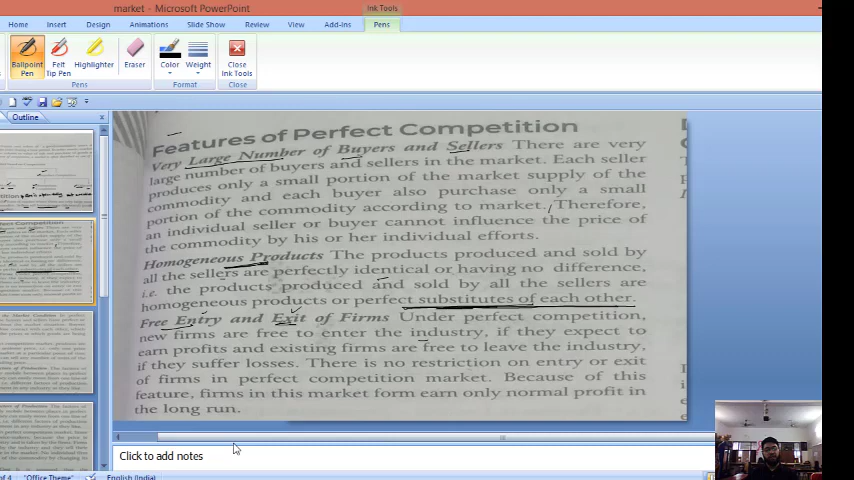 market - Microsoft PowerPoint
Ink Tools
Home Insert Design Animations Slide Show Review View Add-Ins Pens
Ballpoint Pen
Felt Tip Pen
Highlighter
Eraser
Color
Weight
Close Ink Tools
Pens
Format
Close
Outline
Features of Perfect Competition
Very Large Number of Buyers and Sellers There are very
large number of buyers and sellers in the market. Each seller
produces only a small portion of the market supply of the
commodity and each buyer also purchase only a small
portion of the commodity according to market. Therefore,
an individual seller or buyer cannot influence the price of
the commodity by his or her individual efforts.
Homogeneous Products The products produced and sold by
all the sellers are perfectly identical or having no difference,
i.e. the products produced and sold by all the sellers are
homogeneous products or perfect substitutes of each other.
Free Entry and Exit of Firms Under perfect competition,
new firms are free to enter the industry, if they expect to
earn profits and existing firms are free to leave the industry,
if they suffer losses. There is no restriction on entry or exit
of firms in perfect competition market. Because of this
feature, firms in this market form earn only normal profit in
the long run.
Click to add notes
of 4 "Office Theme" English (India)